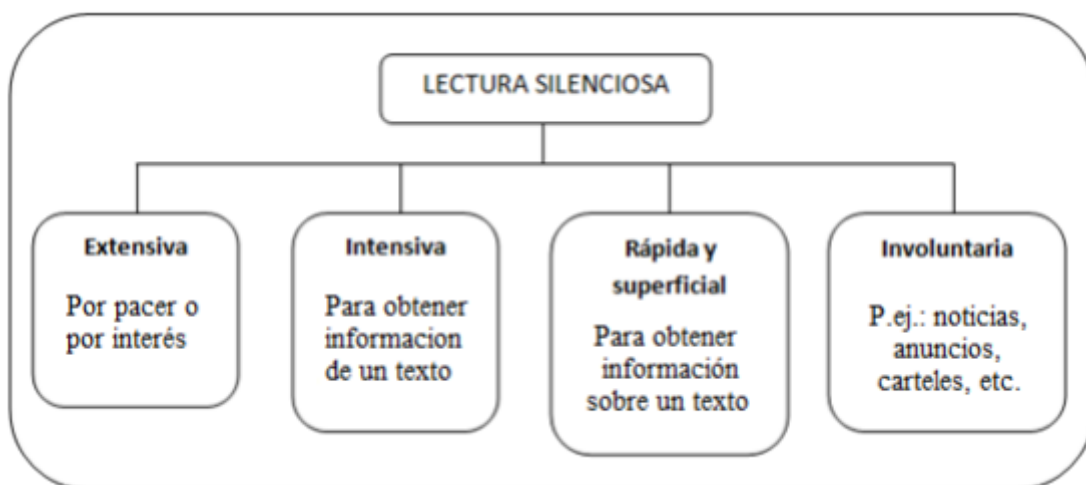 LECTURA SILENCIOSA
Extensiva
Por pacer o
por interés
Intensiva
Para obtener
informacion
de un texto
Rápida y
superficial
Para obtener
información
sobre un texto
Involuntaria
P.ej.: noticias,
anuncios,
carteles, etc.